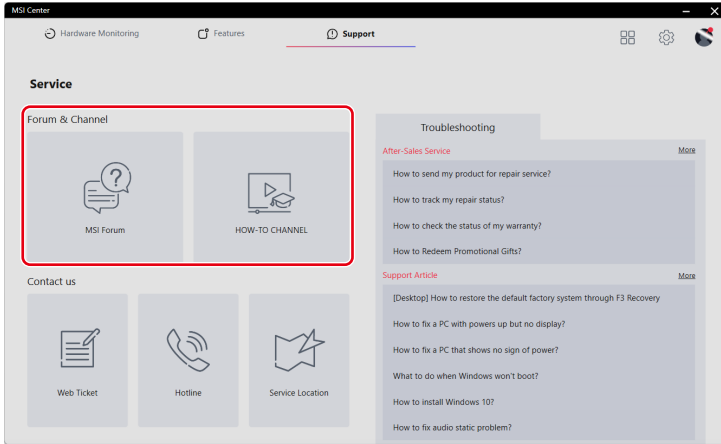 MSI Center
Hardware Monitoring
Features
Support
Service
Forum & Channel
MSI Forum
HOW-TO CHANNEL
Contact us
Web Ticket
Hotline
Service Location
Troubleshooting
After-Sales Service More
How to send my product for repair service?
How to track my repair status?
How to check the status of my warranty?
How to Redeem Promotional Gifts?
Support Article More
[Desktop] How to restore the default factory system through F3 Recovery
How to fix a PC with powers up but no display?
How to fix a PC that shows no sign of power?
What to do when Windows won't boot?
How to install Windows 10?
How to fix audio static problem?